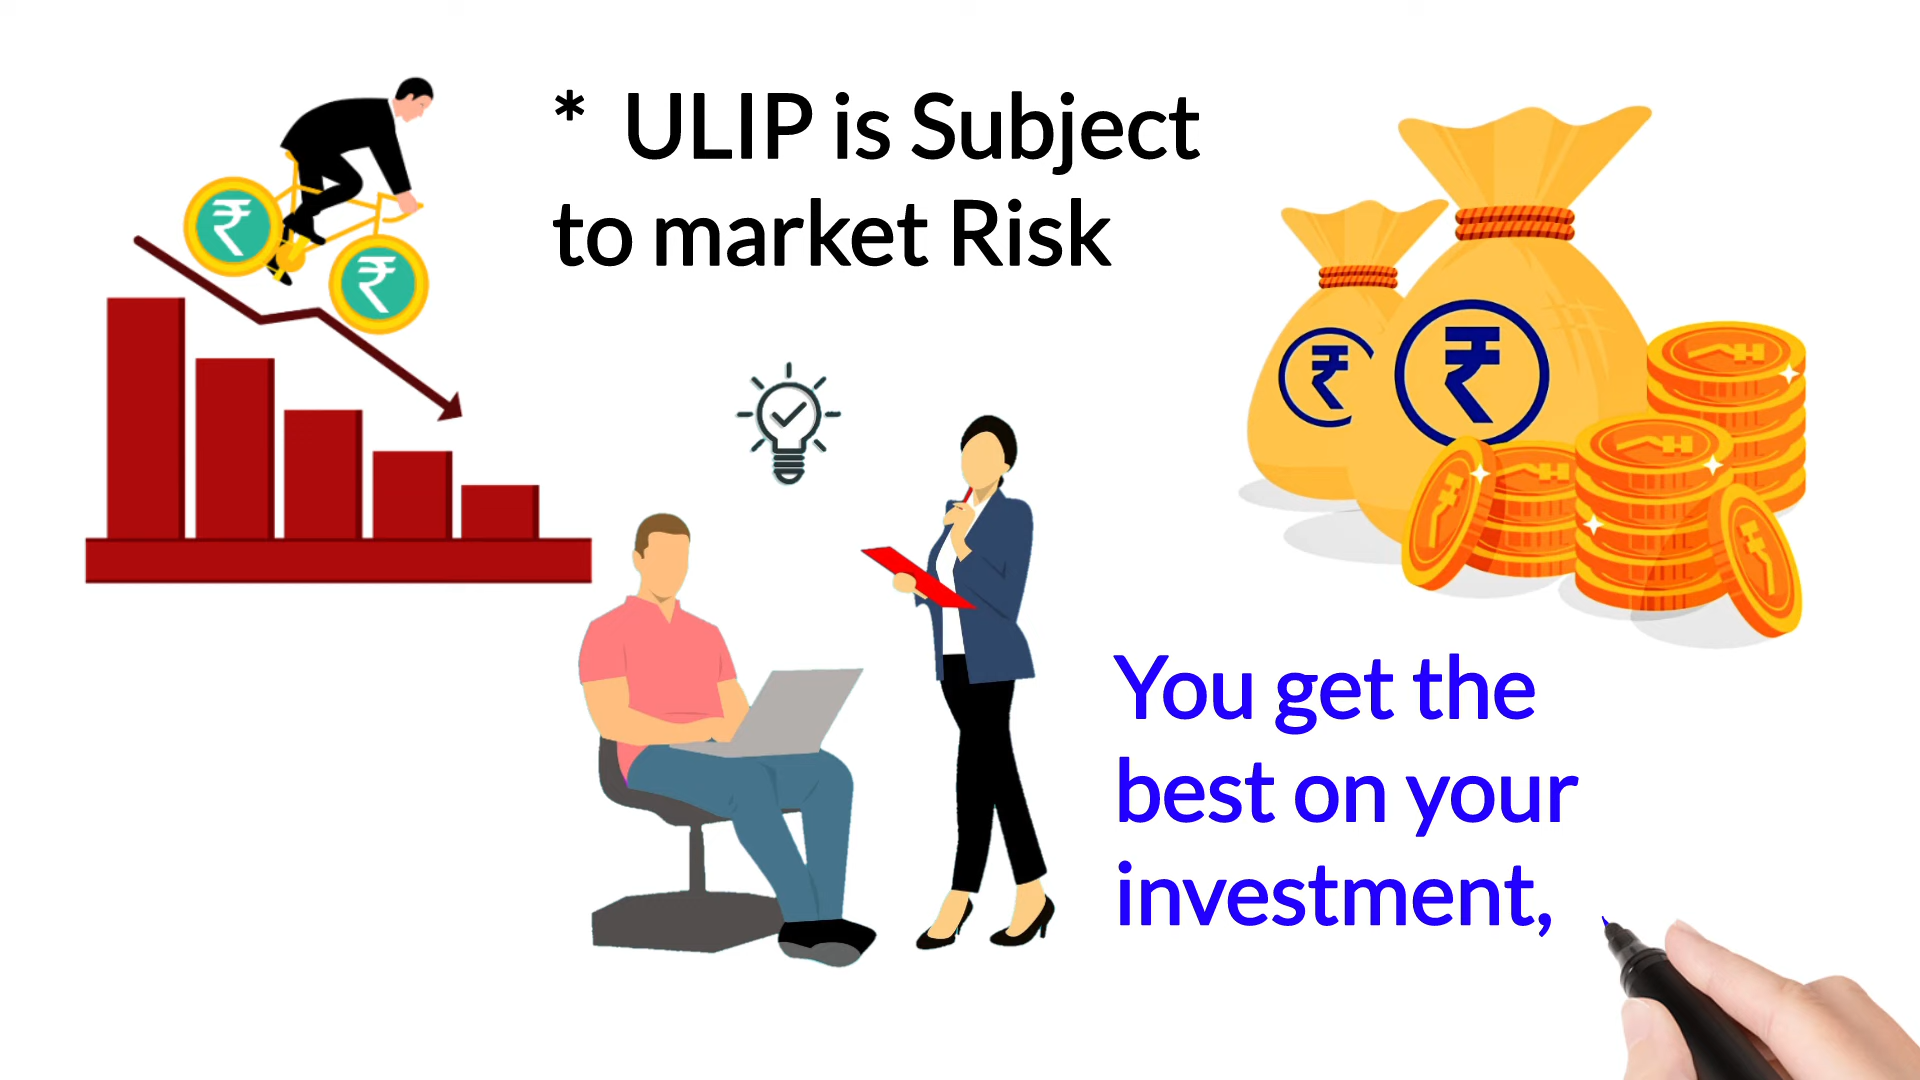 * ULIP is Subject
to market Risk
₹
₹
₹
₹
You get the
best on your
investment,